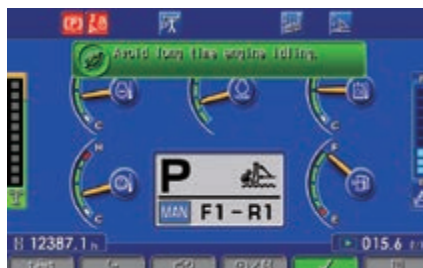 (P)
Avoid long time engine idling.
C
C
H
F
P
MAN F1-R1
C
E
12387.1 h
015.6